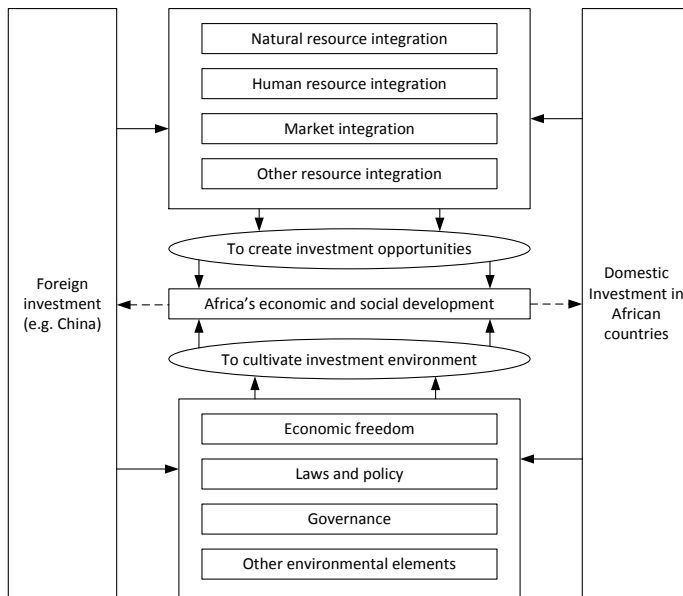 Natural resource integration
Human resource integration
Market integration
Other resource integration
To create investment opportunities
Foreign
investment
(e.g. China)
Africa's economic and social development
Domestic
Investment in
African
countries
To cultivate investment environment
Economic freedom
Laws and policy
Governance
Other environmental elements